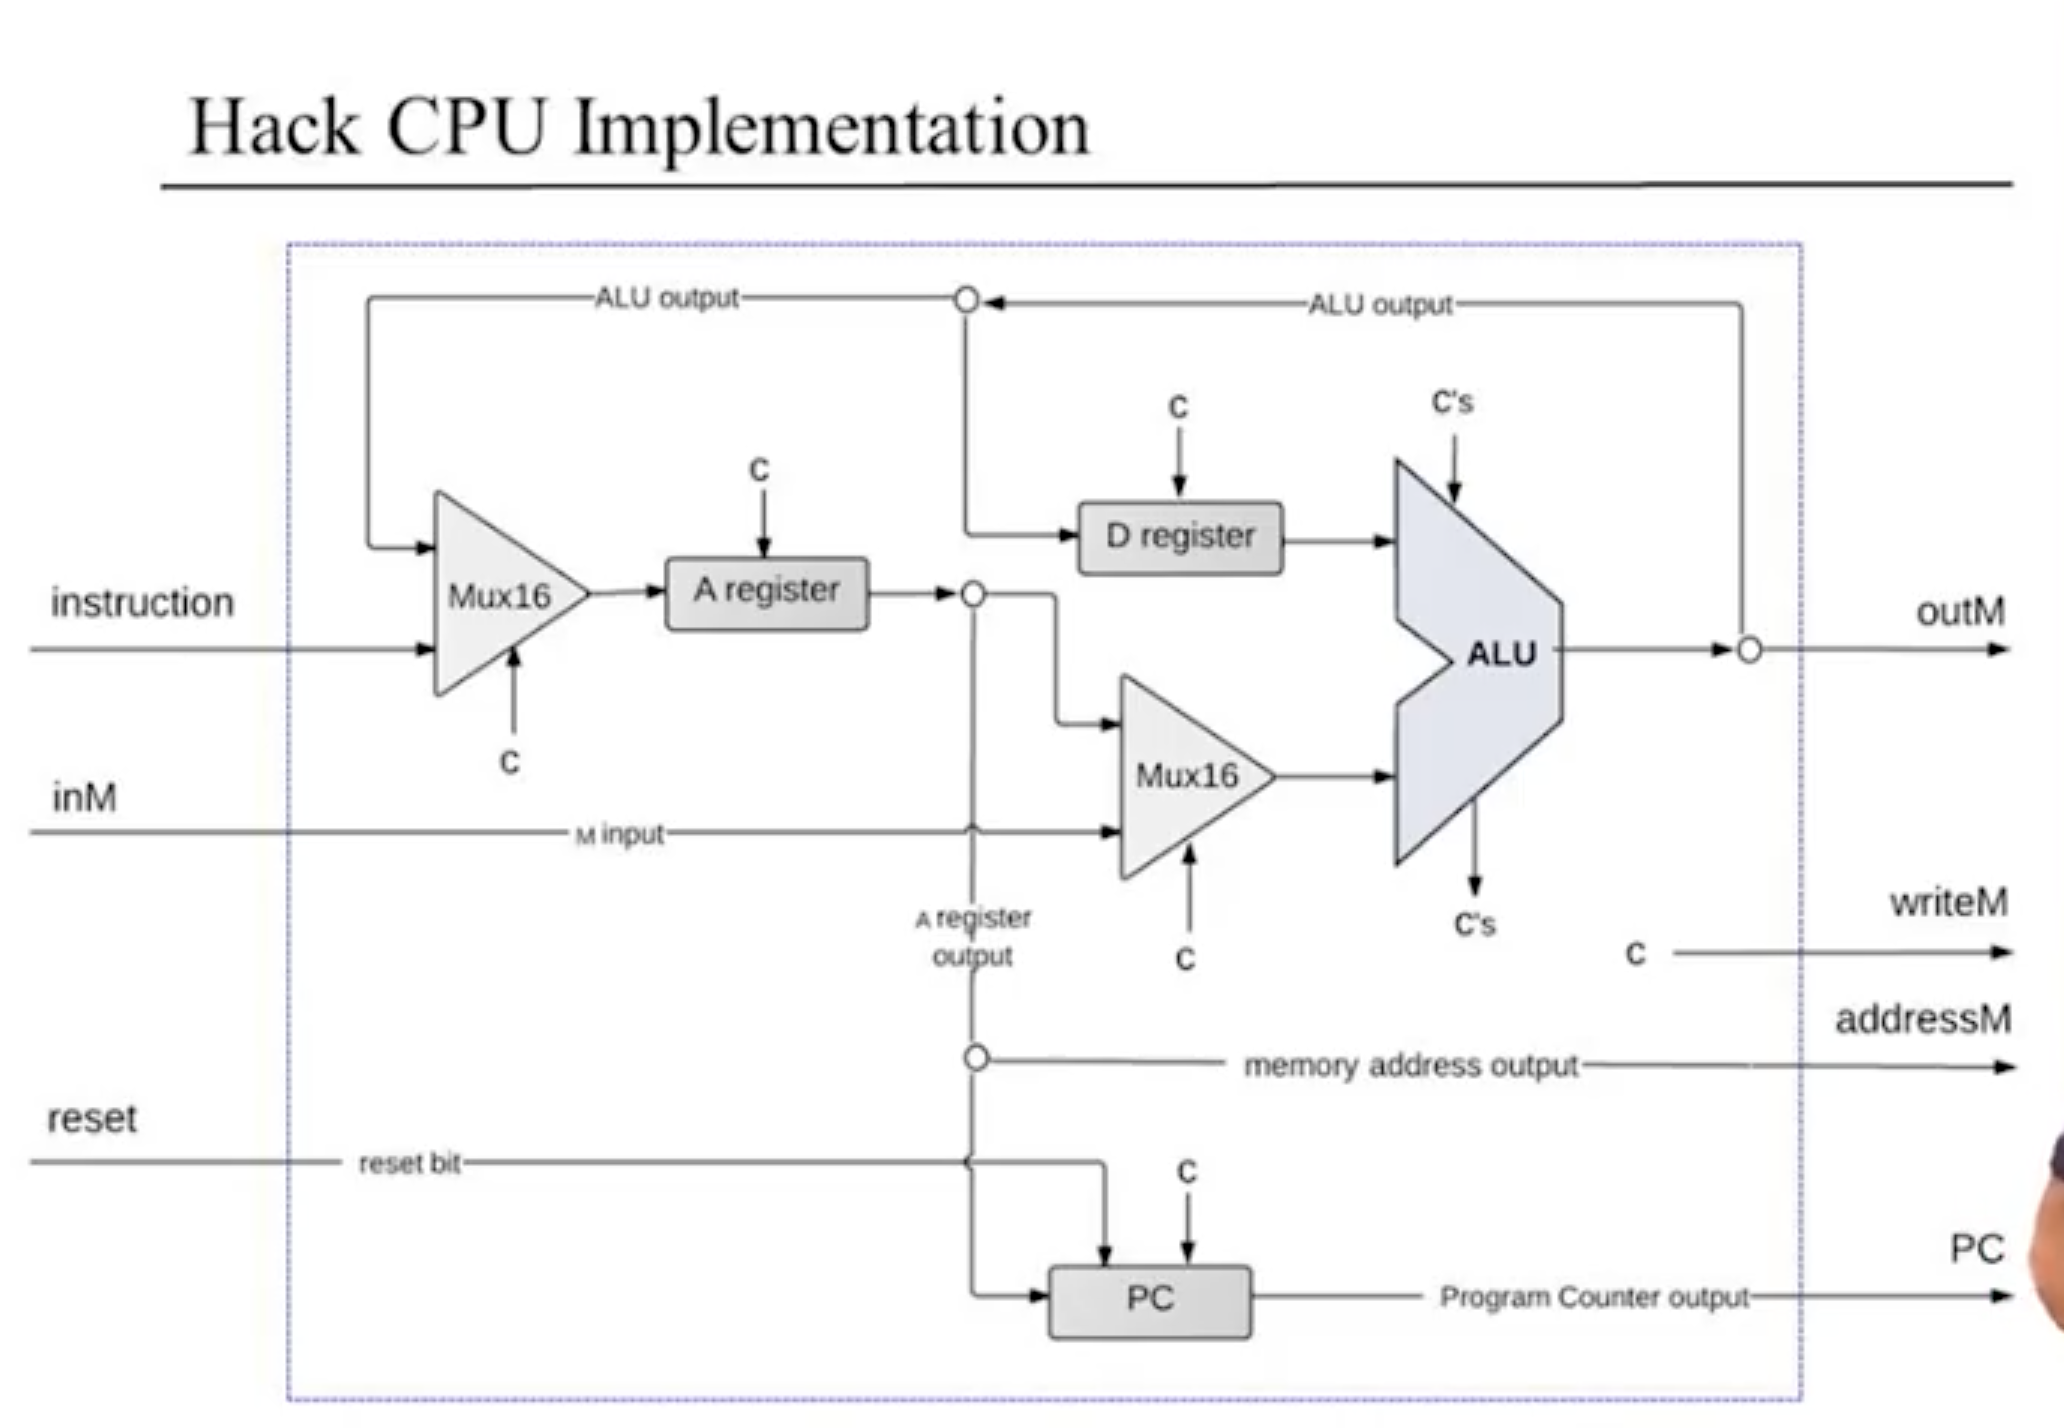 Hack CPU Implementation
ALU output
ALU output
C
C's
C
D register
Mux16
A register
instruction
outM
ALU
C
Mux16
inM
M input
A register
output
C
C's
writeM
C
addressM
memory address output
reset
reset bit
C
PC
PC
Program Counter output